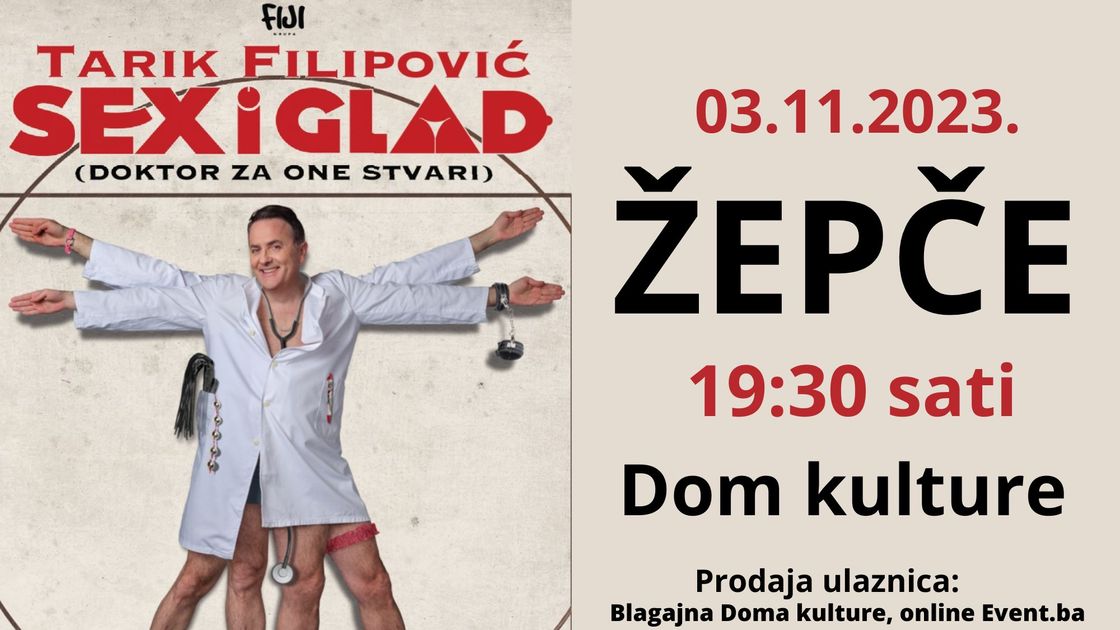 FIJI
GRUPA
TARIK FILIPOVIĆ
SEX i GLAD
(DOKTOR ZA ONE STVARI)
03.11.2023.
ŽEPČE
19:30 sati
Dom kulture
Prodaja ulaznica:
Blagajna Doma kulture, online Event.ba